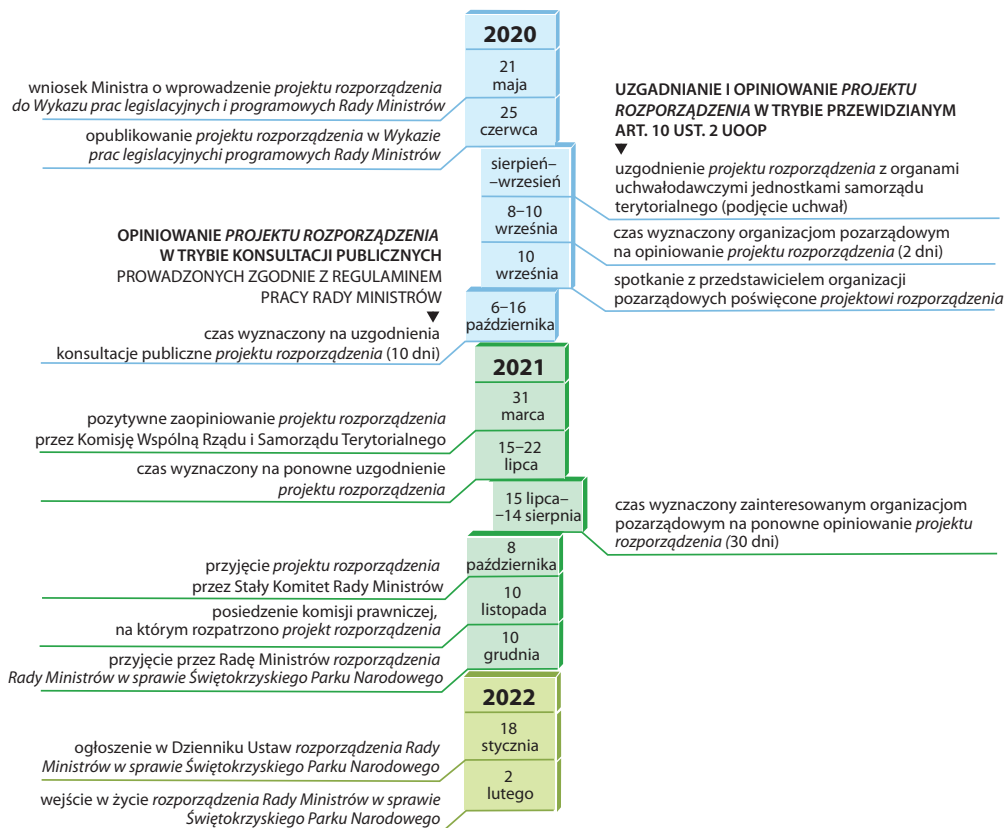 2020
21
maja
wniosek Ministra o wprowadzenie projektu rozporządzenia
do Wykazu prac legislacyjnych i programowych Rady Ministrów
25
czerwca
opublikowanie projektu rozporządzenia w Wykazie
prac legislacyjnychi programowych Rady Ministrów
UZGADNIANIE I OPINIOWANIE PROJEKTU
ROZPORZĄDZENIA W TRYBIE PRZEWIDZIANYM
ART. 10 UST. 2 UOOP
▼
sierpień–
–wrzesień
uzgodnienie projektu rozporządzenia z organami
uchwałodawczymi jednostkami samorządu
terytorialnego (podjęcie uchwał)
8–10
września
czas wyznaczony organizacjom pozarządowym
na opiniowanie projektu rozporządzenia (2 dni)
10
września
spotkanie z przedstawicielem organizacji
pozarządowych poświęcone projektowi rozporządzenia
OPINIOWANIE PROJEKTU ROZPORZĄDZENIA
W TRYBIE KONSULTACJI PUBLICZNYCH
PROWADZONYCH ZGODNIE Z REGULAMINEM
PRACY RADY MINISTRÓW
▼
6–16
października
czas wyznaczony na uzgodnienia
konsultacje publiczne projektu rozporządzenia (10 dni)
2021
31
marca
pozytywne zaopiniowanie projektu rozporządzenia
przez Komisję Wspólną Rządu i Samorządu Terytorialnego
15–22
lipca
czas wyznaczony na ponowne uzgodnienie
projektu rozporządzenia
15 lipca–
–14 sierpnia
czas wyznaczony zainteresowanym organizacjom
pozarządowym na ponowne opiniowanie projektu
rozporządzenia (30 dni)
8
października
przyjęcie projektu rozporządzenia
przez Stały Komitet Rady Ministrów
10
listopada
posiedzenie komisji prawniczej,
na którym rozpatrzono projekt rozporządzenia
10
grudnia
przyjęcie przez Radę Ministrów rozporządzenia
Rady Ministrów w sprawie Świętokrzyskiego Parku Narodowego
2022
18
stycznia
ogłoszenie w Dzienniku Ustaw rozporządzenia Rady
Ministrów w sprawie Świętokrzyskiego Parku Narodowego
2
lutego
wejście w życie rozporządzenia Rady Ministrów w sprawie
Świętokrzyskiego Parku Narodowego